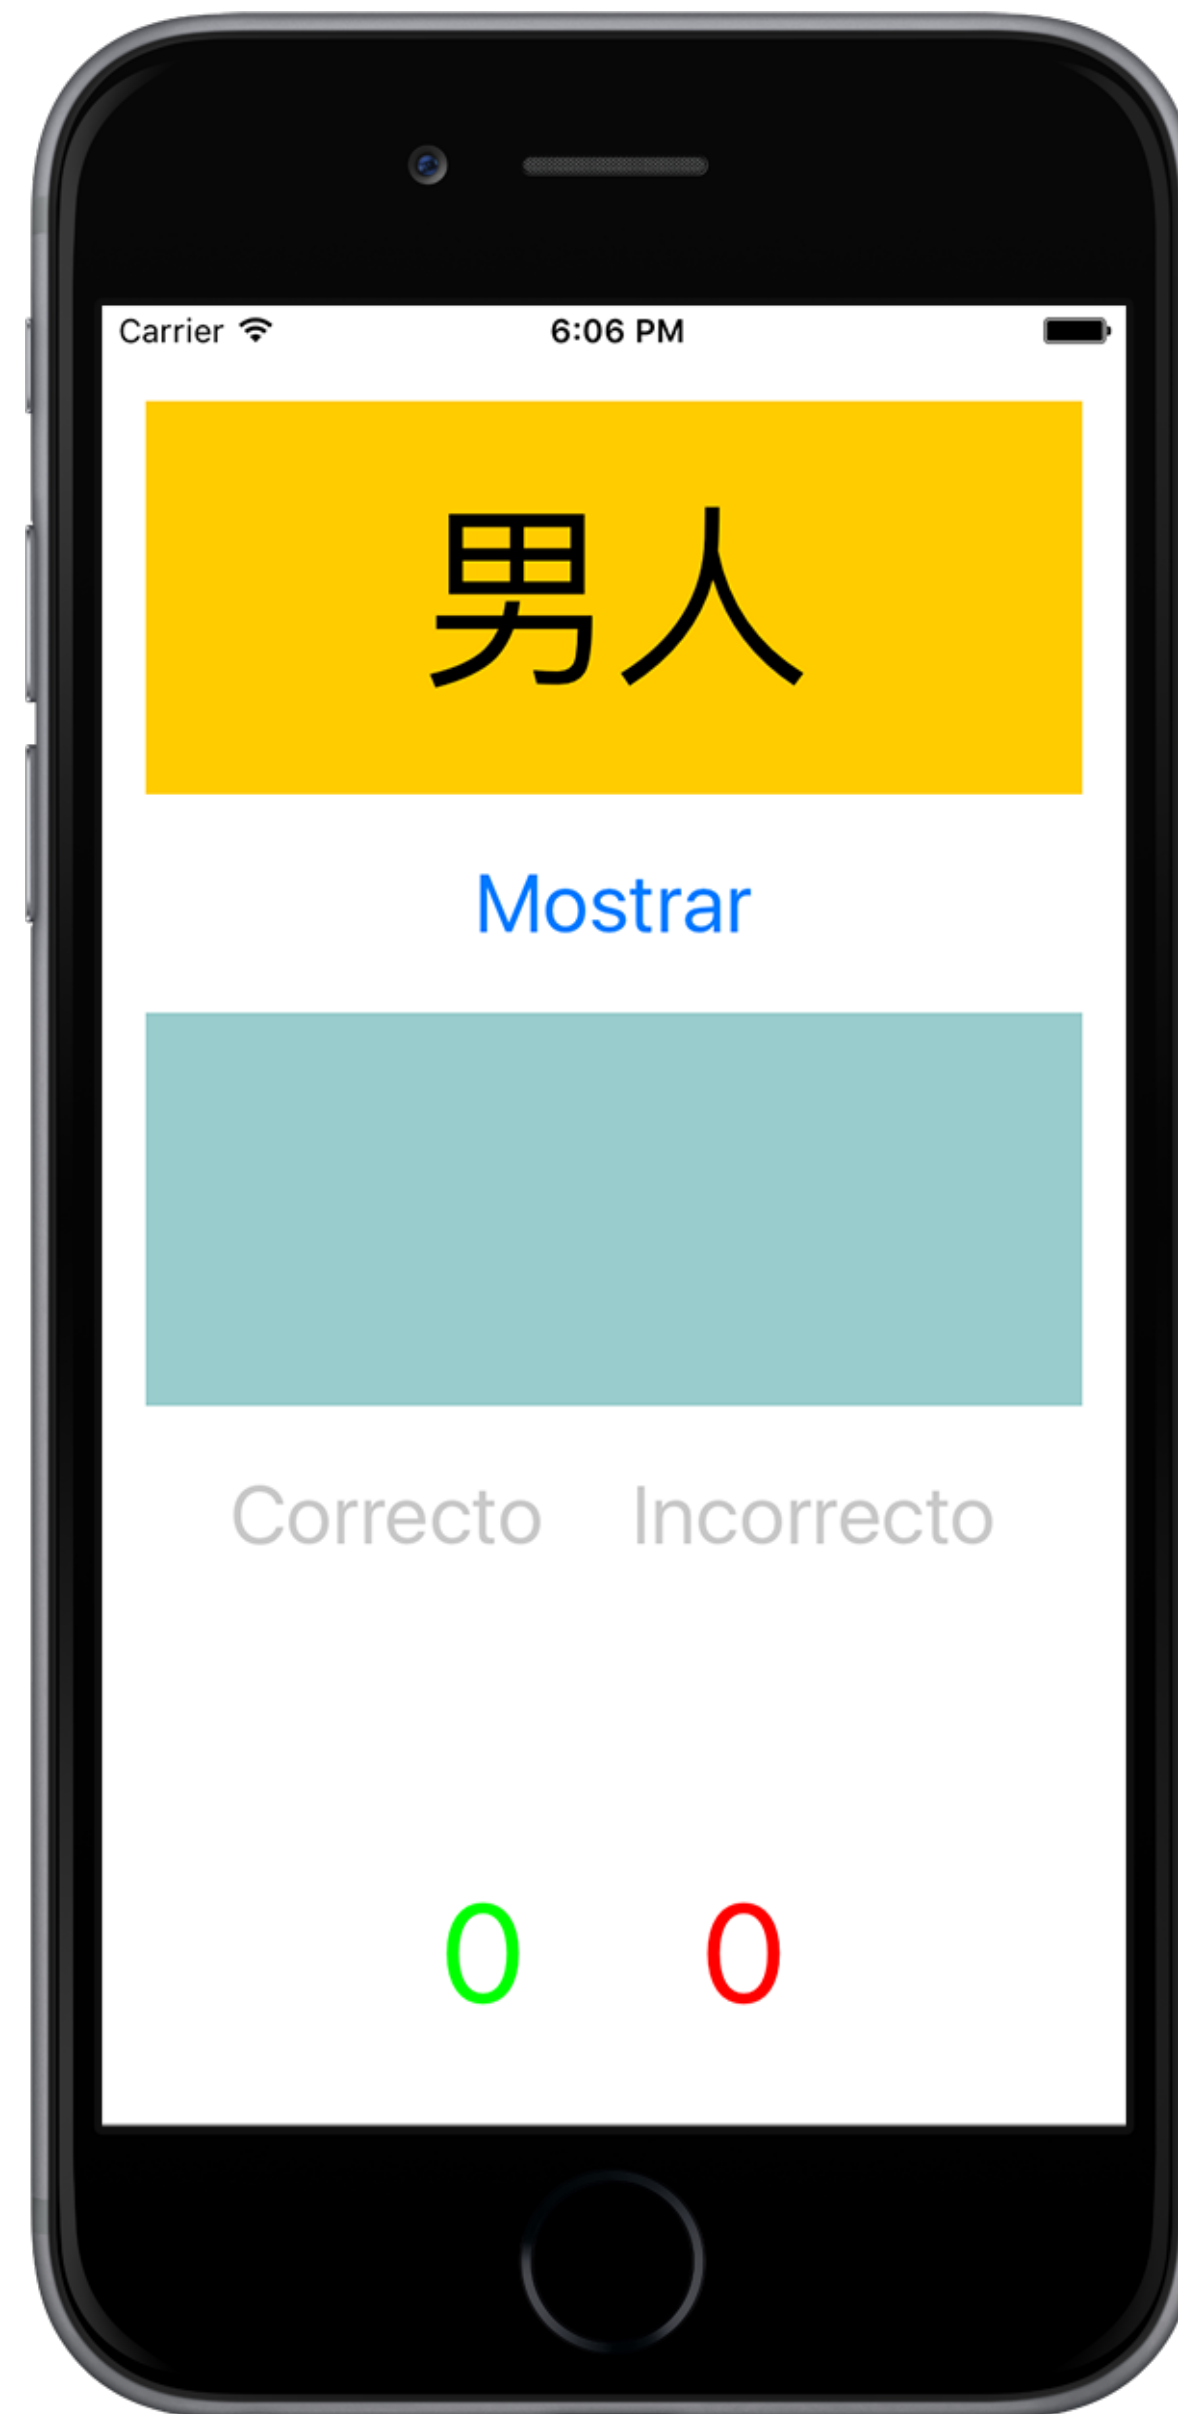 Carrier 6:06 PM
男人
Mostrar
Correcto Incorrecto
0 0